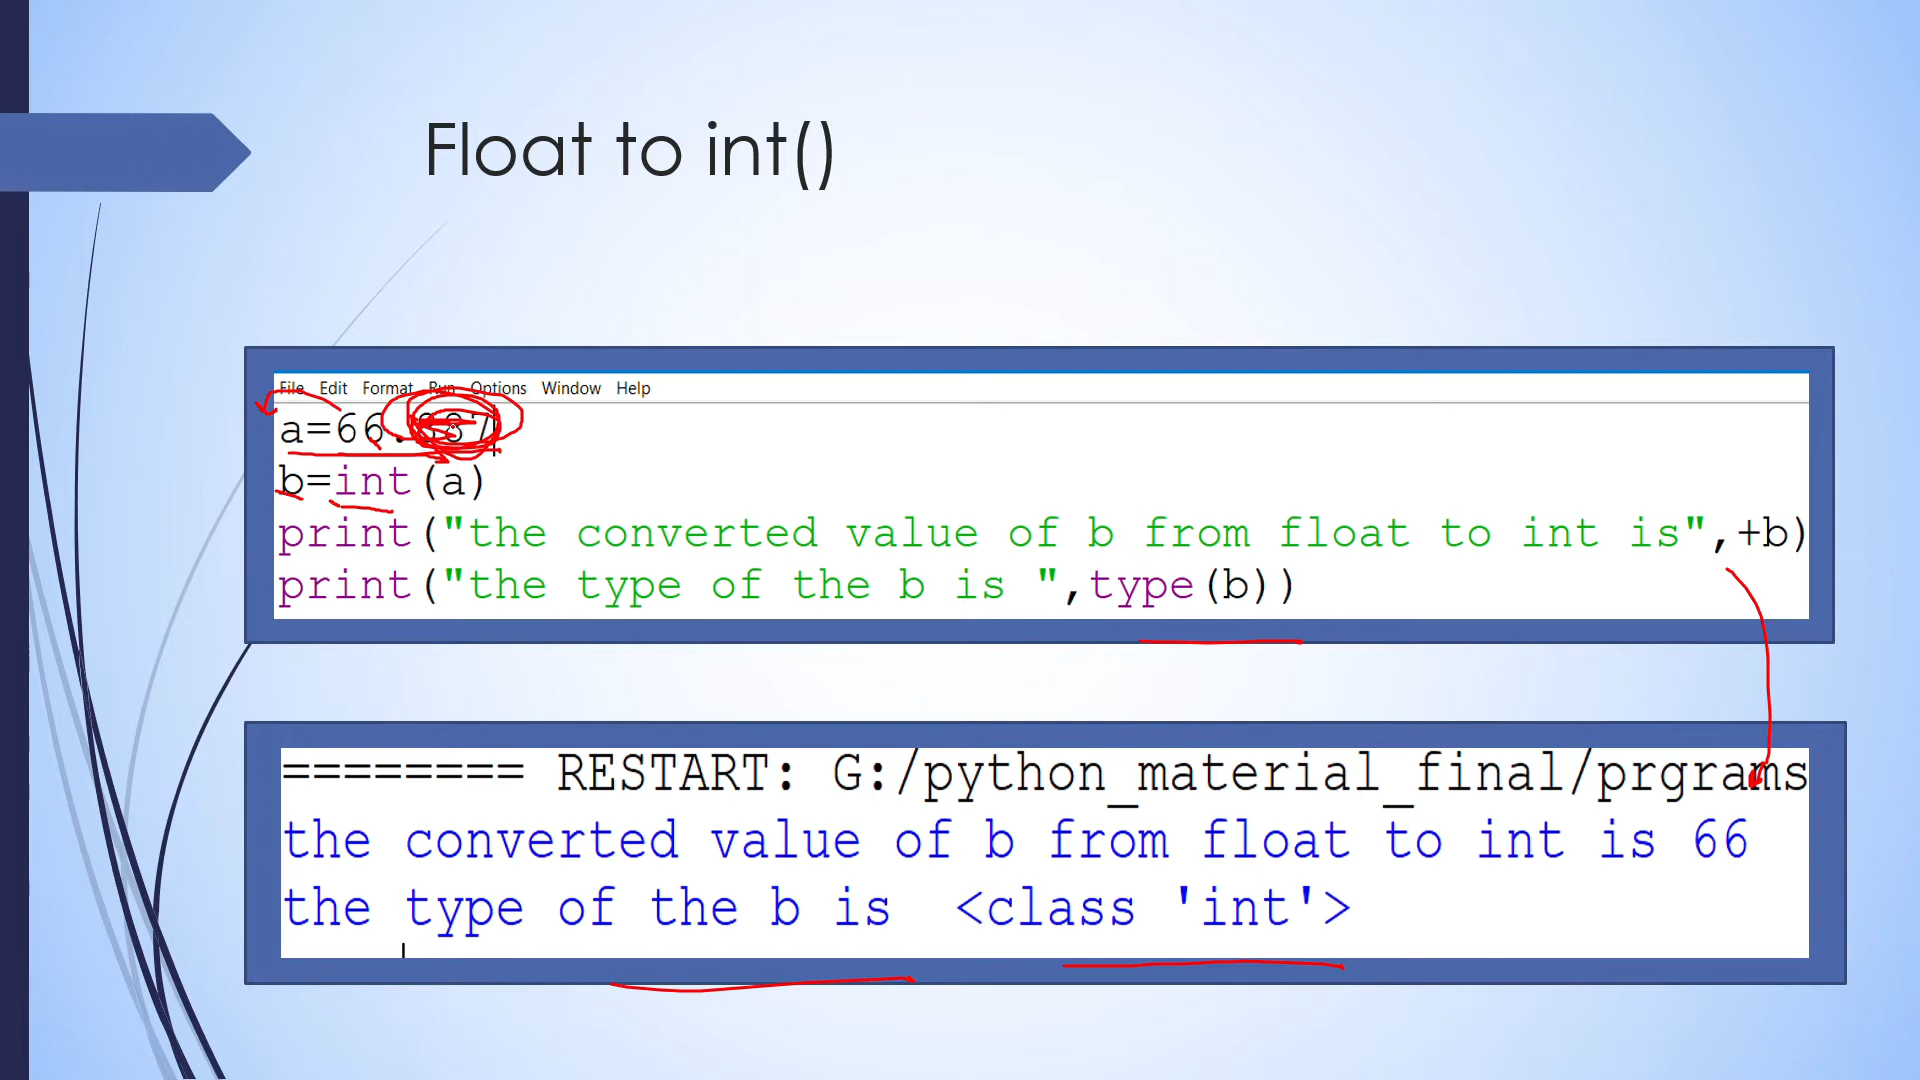 Float to int()
File Edit Format Run Options Window Help
a=66.887
b=int(a)
print("the converted value of b from float to int is",+b)
print("the type of the b is ",type(b))
======== RESTART: G:/python_material_final/prgrams
the converted value of b from float to int is 66
the type of the b is  <class 'int'>